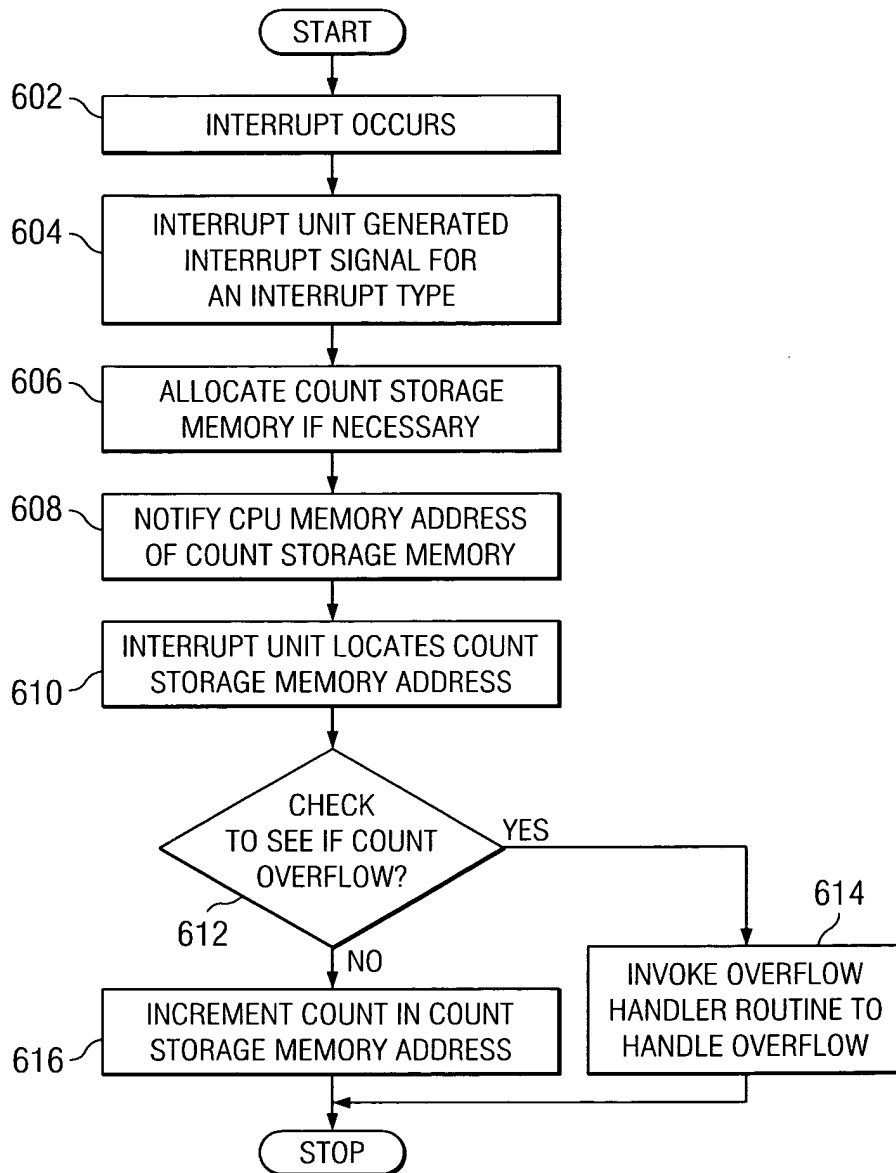 START
602
INTERRUPT OCCURS
604
INTERRUPT UNIT GENERATED
INTERRUPT SIGNAL FOR
AN INTERRUPT TYPE
606
ALLOCATE COUNT STORAGE
MEMORY IF NECESSARY
608
NOTIFY CPU MEMORY ADDRESS
OF COUNT STORAGE MEMORY
610
INTERRUPT UNIT LOCATES COUNT
STORAGE MEMORY ADDRESS
CHECK
TO SEE IF COUNT
OVERFLOW?
YES
612
NO
614
INVOKE OVERFLOW
HANDLER ROUTINE TO
HANDLE OVERFLOW
616
INCREMENT COUNT IN COUNT
STORAGE MEMORY ADDRESS
STOP